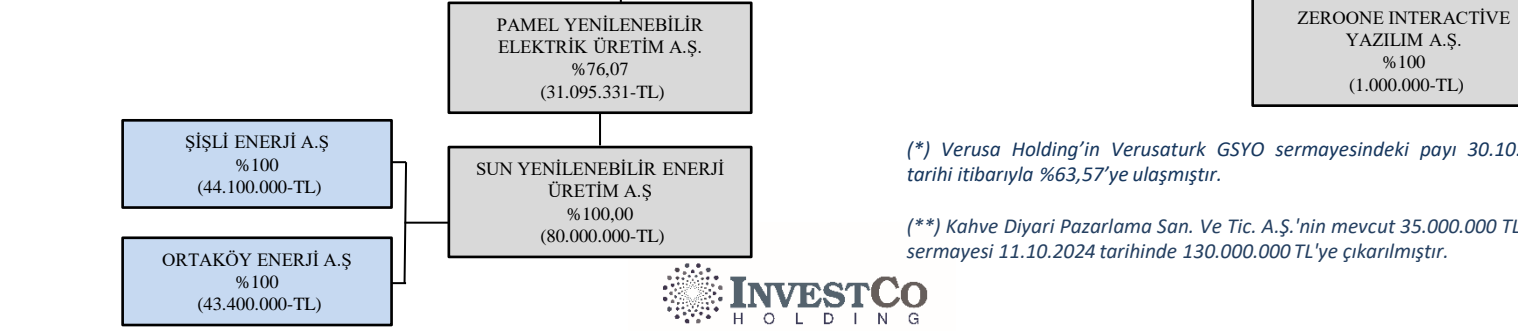 PAMEL YENİLENEBİLİR
ELEKTRİK ÜRETİM A.Ş.
%76,07
(31.095.331-TL)
ZEROONE INTERACTİVE
YAZILIM A.Ş.
%100
(1.000.000-TL)
ŞİŞLİ ENERJİ A.Ş
%100
(44.100.000-TL)
SUN YENİLENEBİLİR ENERJİ
ÜRETİM A.Ş
%100,00
(80.000.000-TL)
ORTAKÖY ENERJİ A.Ş
%100
(43.400.000-TL)
(*) Verusa Holding’in Verusaturk GSYO sermayesindeki payı 30.10.
tarihi itibarıyla %63,57’ye ulaşmıştır.
(**) Kahve Diyari Pazarlama San. Ve Tic. A.Ş.'nin mevcut 35.000.000 TL
sermayesi 11.10.2024 tarihinde 130.000.000 TL'ye çıkarılmıştır.
INVESTCO
HOLDING